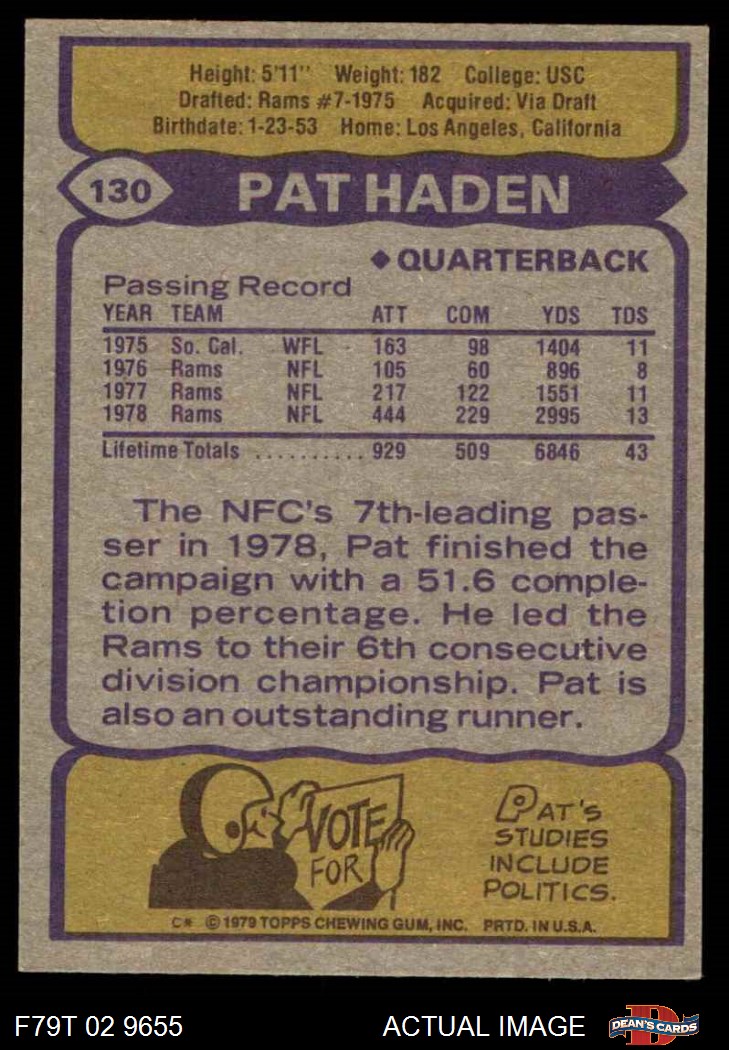 Height: 5'11" Weight: 182 College: USC
Drafted: Rams #7-1975 Acquired: Via Draft
Birthdate: 1-23-53 Home: Los Angeles, California
130 PAT HADEN
◆ QUARTERBACK
Passing Record
YEAR TEAM ATT COM YDS TDS
1975 So. Cal. WFL 163 98 1404 11
1976 Rams NFL 105 60 896 8
1977 Rams NFL 217 122 1551 11
1978 Rams NFL 444 229 2995 13
Lifetime Totals .......... 929 509 6846 43
The NFC's 7th-leading pas-
ser in 1978, Pat finished the
campaign with a 51.6 comple-
tion percentage. He led the
Rams to their 6th consecutive
division championship. Pat is
also an outstanding runner.
VOTE
FOR
PAT'S
STUDIES
INCLUDE
POLITICS.
C* © 1979 TOPPS CHEWING GUM, INC. PRTD. IN U.S.A.
F79T 02 9655 ACTUAL IMAGE D DEAN'S CARDS